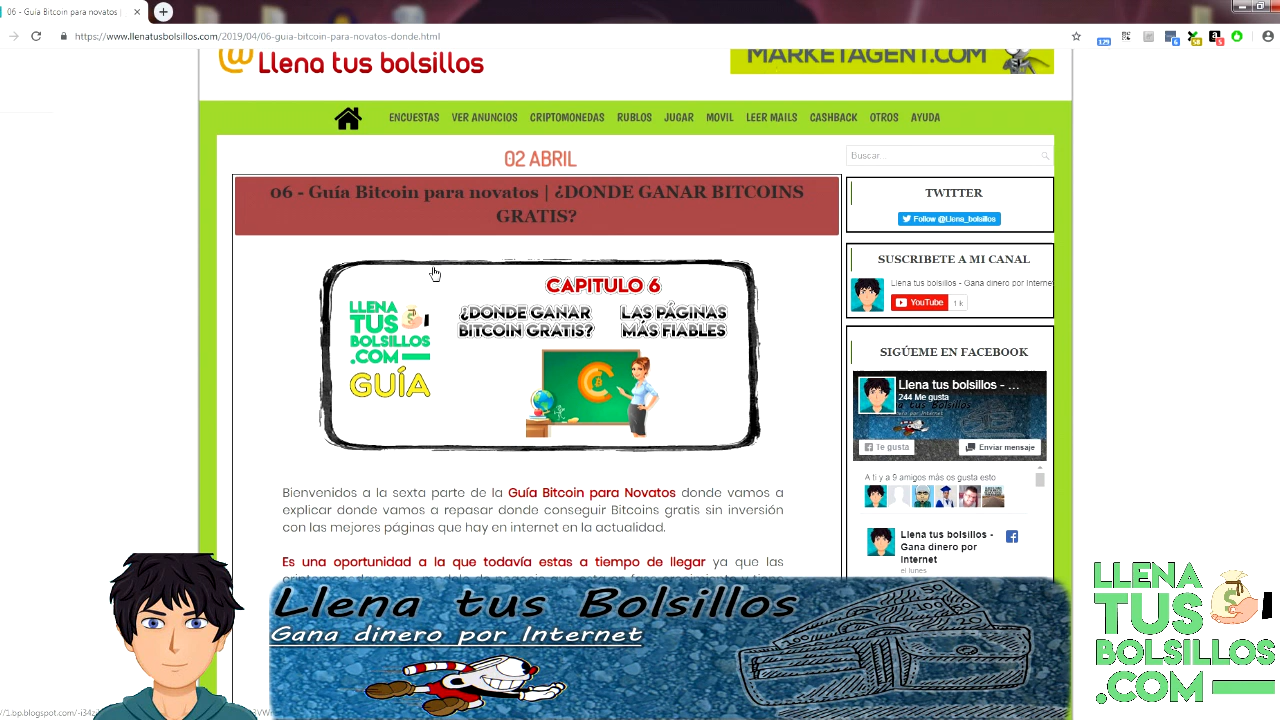 06 - Guía Bitcoin para novatos |
https://www.llenatusbolsillos.com/2019/04/06-guia-bitcoin-para-novatos-donde.html
@Llena tus bolsillos
MARKETAGENT.COM
ENCUESTAS VER ANUNCIOS CRIPTOMONEDAS RUBLOS JUGAR MOVIL LEER MAILS CASHBACK OTROS AYUDA
02 ABRIL
06 - Guía Bitcoin para novatos | ¿DONDE GANAR BITCOINS
GRATIS?
CAPITULO 6
¿DONDE GANAR
BITCOIN GRATIS?
LAS PÁGINAS
MÁS FIABLES
LLENA
TUS
BOLSILLOS
.COM
GUÍA
Bienvenidos a la sexta parte de la Guía Bitcoin para Novatos donde vamos a
explicar donde vamos a repasar donde conseguir Bitcoins gratis sin inversión
con las mejores páginas que hay en internet en la actualidad.
Es una oportunidad a la que todavía estas a tiempo de llegar ya que las
Buscar...
TWITTER
Follow @Llena_bolsillos
SUSCRIBETE A MI CANAL
Llena tus bolsillos - Gana dinero por Internet
YouTube 1 k
SIGÚEME EN FACEBOOK
Llena tus bolsillos - ...
244 Me gusta
Te gusta
Enviar mensaje
A ti y a 9 amigos más os gusta esto
Llena tus bolsillos -
Gana dinero por
Internet
el lunes
Llena tus Bolsillos
Gana dinero por Internet
LLENA
TUS
BOLSILLOS
.COM